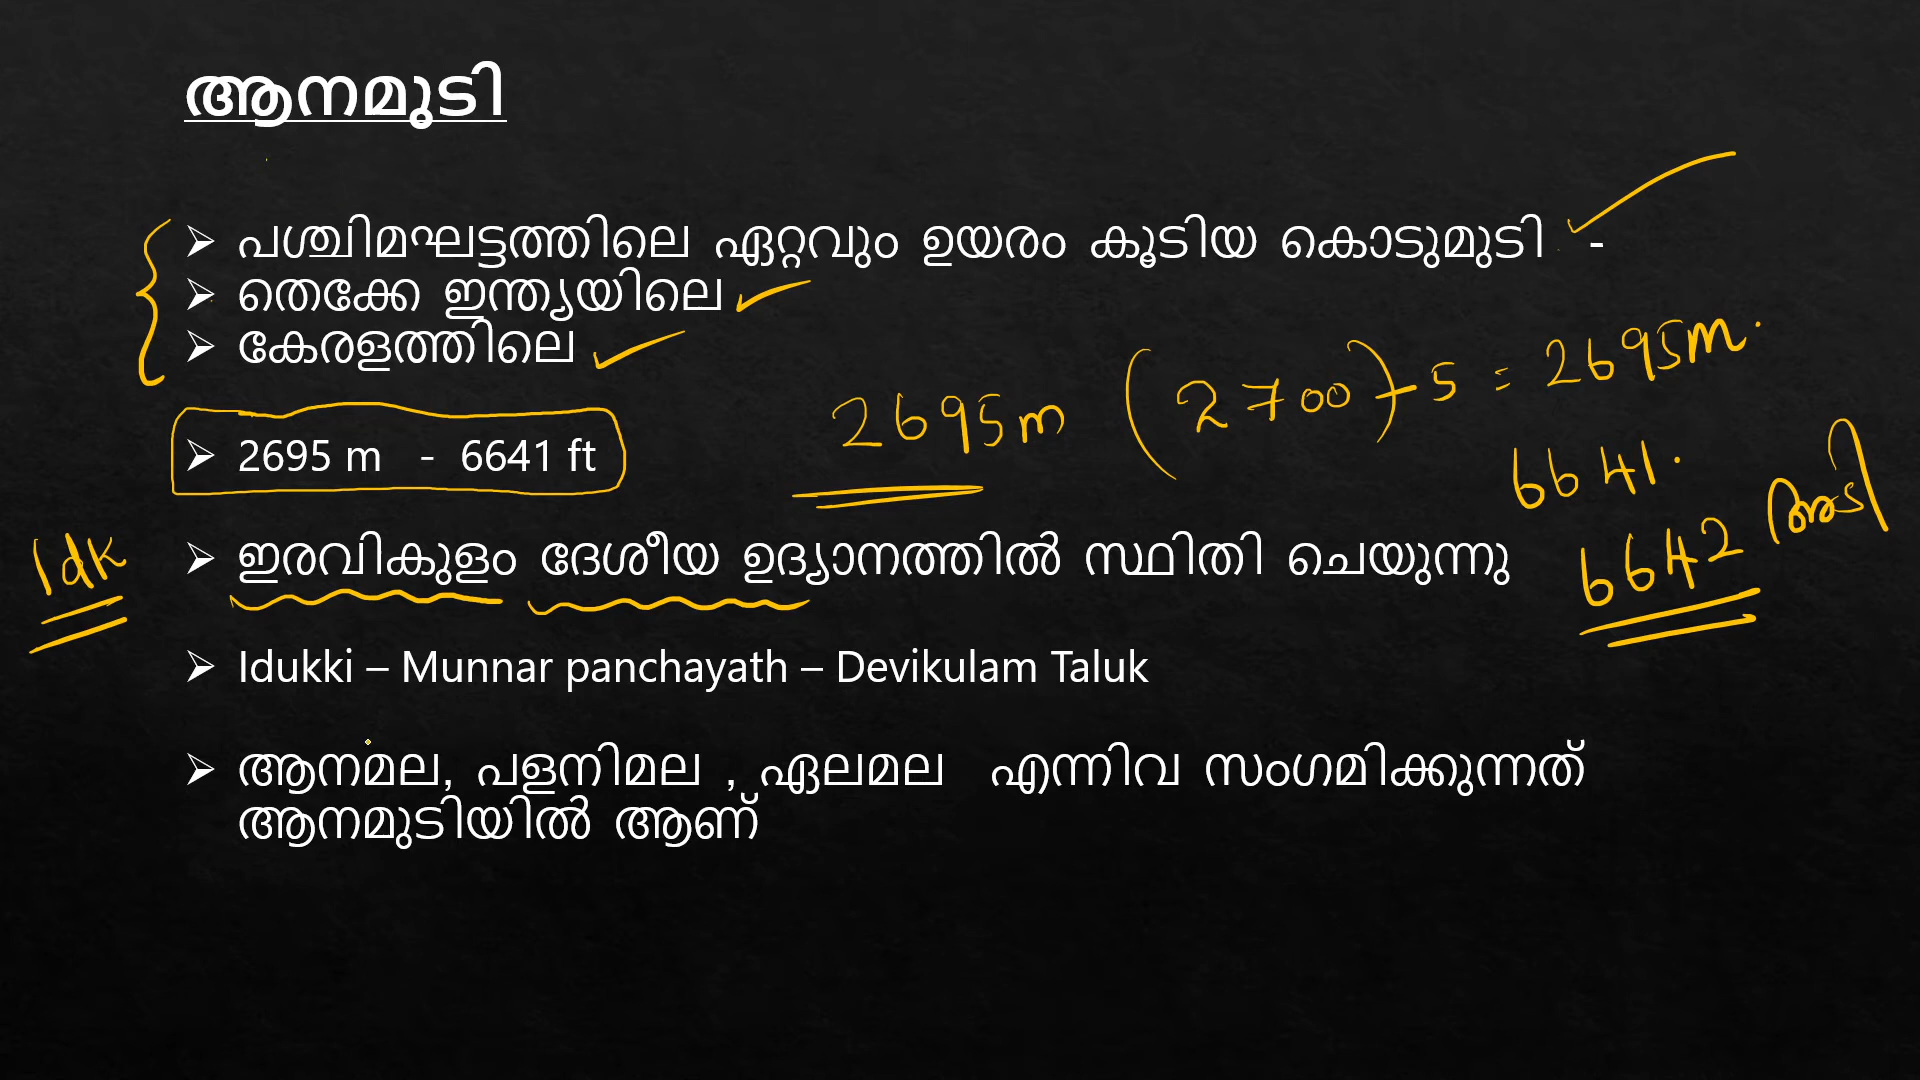 ആനമുടി
➢ പശ്ചിമഘട്ടത്തിലെ ഏറ്റവും ഉയരം കൂടിയ കൊടുമുടി -
➢ തെക്കേ ഇന്ത്യയിലെ
➢ കേരളത്തിലെ
2695m (2700) - 5 = 2695m.
➢ 2695 m - 6641 ft
6641.
6642 അടി
Idk
➢ ഇരവികുളം ദേശീയ ഉദ്യാനത്തിൽ സ്ഥിതി ചെയുന്നു
➢ Idukki – Munnar panchayath – Devikulam Taluk
➢ ആനമല, പളനിമല , ഏലമല എന്നിവ സംഗമിക്കുന്നത്
ആനമുടിയിൽ ആണ്